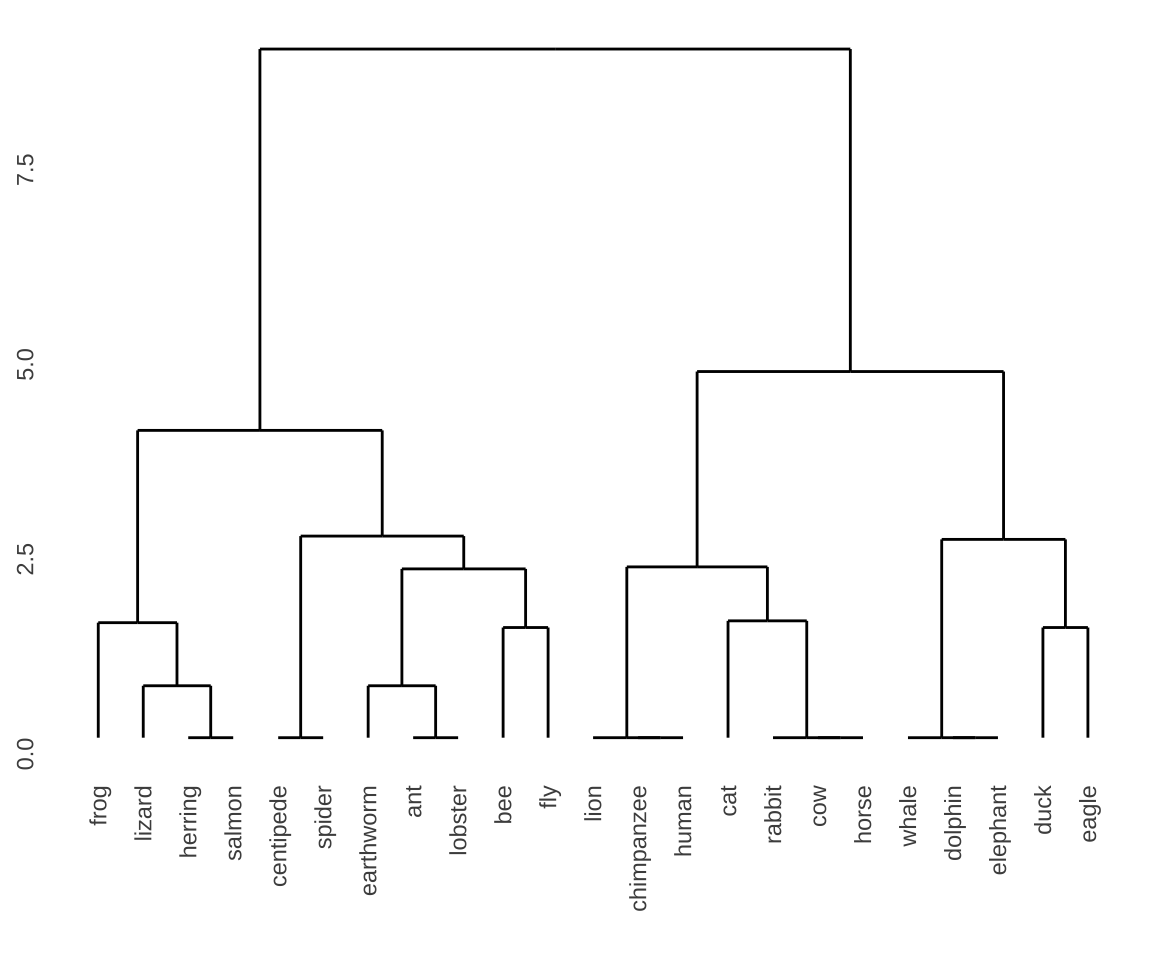 7.5
5.0
2.5
0.0
frog
lizard
herring
salmon
centipede
spider
earthworm
ant
lobster
bee
fly
lion
chimpanzee
human
cat
rabbit
cow
horse
whale
dolphin
elephant
duck
eagle